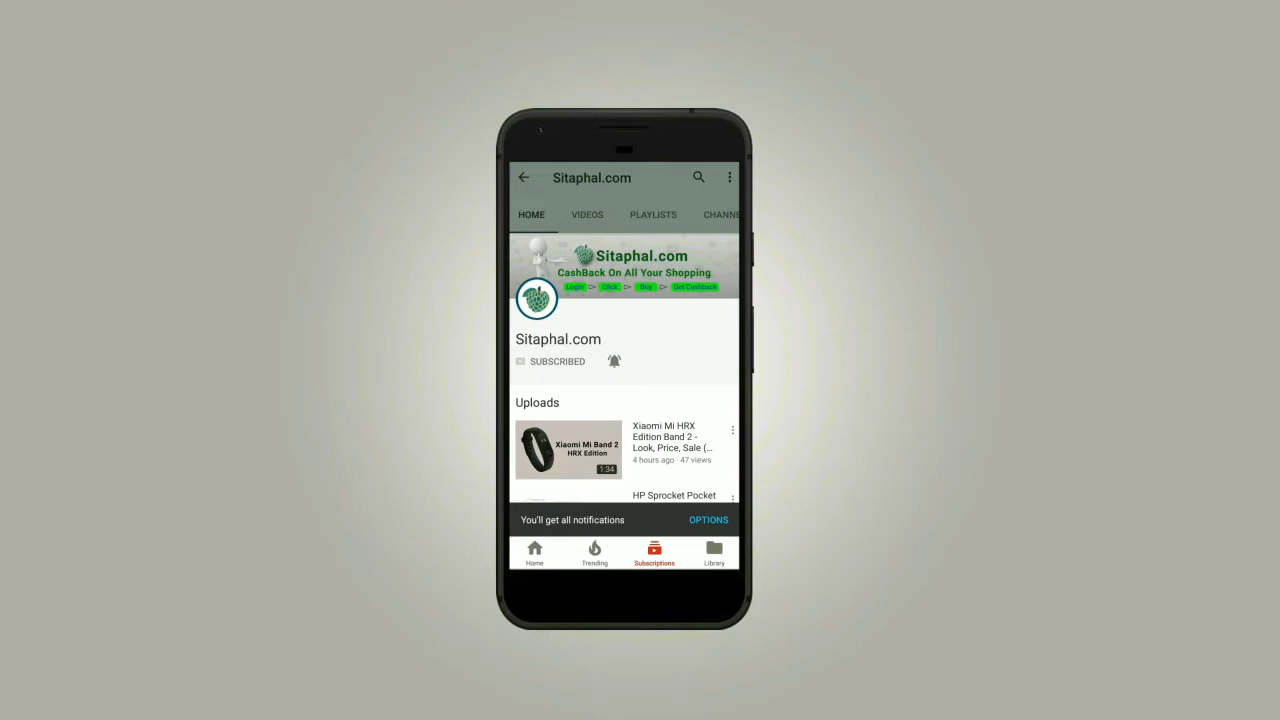 Sitaphal.com
HOME VIDEOS PLAYLISTS CHANNE
Sitaphal.com
CashBack On All Your Shopping
Login Click Buy Get Cashback
Sitaphal.com
SUBSCRIBED
Uploads
Xiaomi Mi Band 2
HRX Edition
1:34
Xiaomi Mi HRX
Edition Band 2 -
Look, Price, Sale (...
4 hours ago · 47 views
HP Sprocket Pocket
You'll get all notifications OPTIONS
Home Trending Subscriptions Library